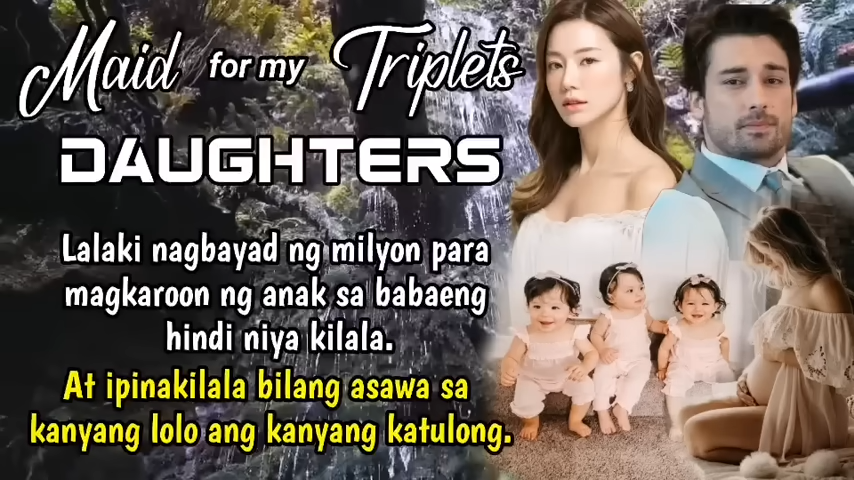 Maid for my Triplets
DAUGHTERS
Lalaki nagbayad ng milyon para
magkaroon ng anak sa babaeng
hindi niya kilala.
At ipinakilala bilang asawa sa
kanyang lolo ang kanyang katulong.